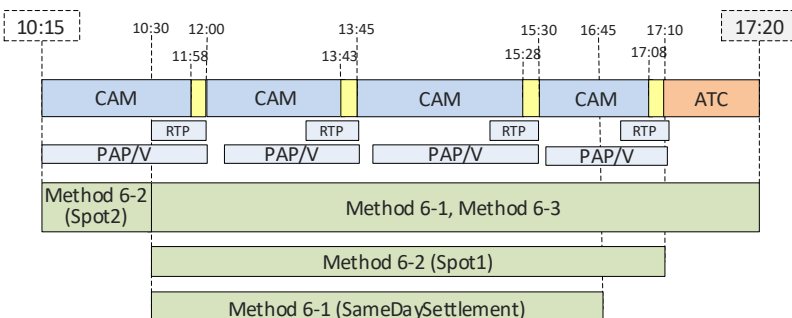 10:15 10:30 12:00 13:45 15:30 16:45 17:10 17:20
11:58 13:43 15:28 17:08
CAM CAM CAM CAM ATC
RTP RTP RTP RTP
PAP/V PAP/V PAP/V PAP/V
Method 6-2
(Spot2)
Method 6-1, Method 6-3
Method 6-2 (Spot1)
Method 6-1 (SameDaySettlement)